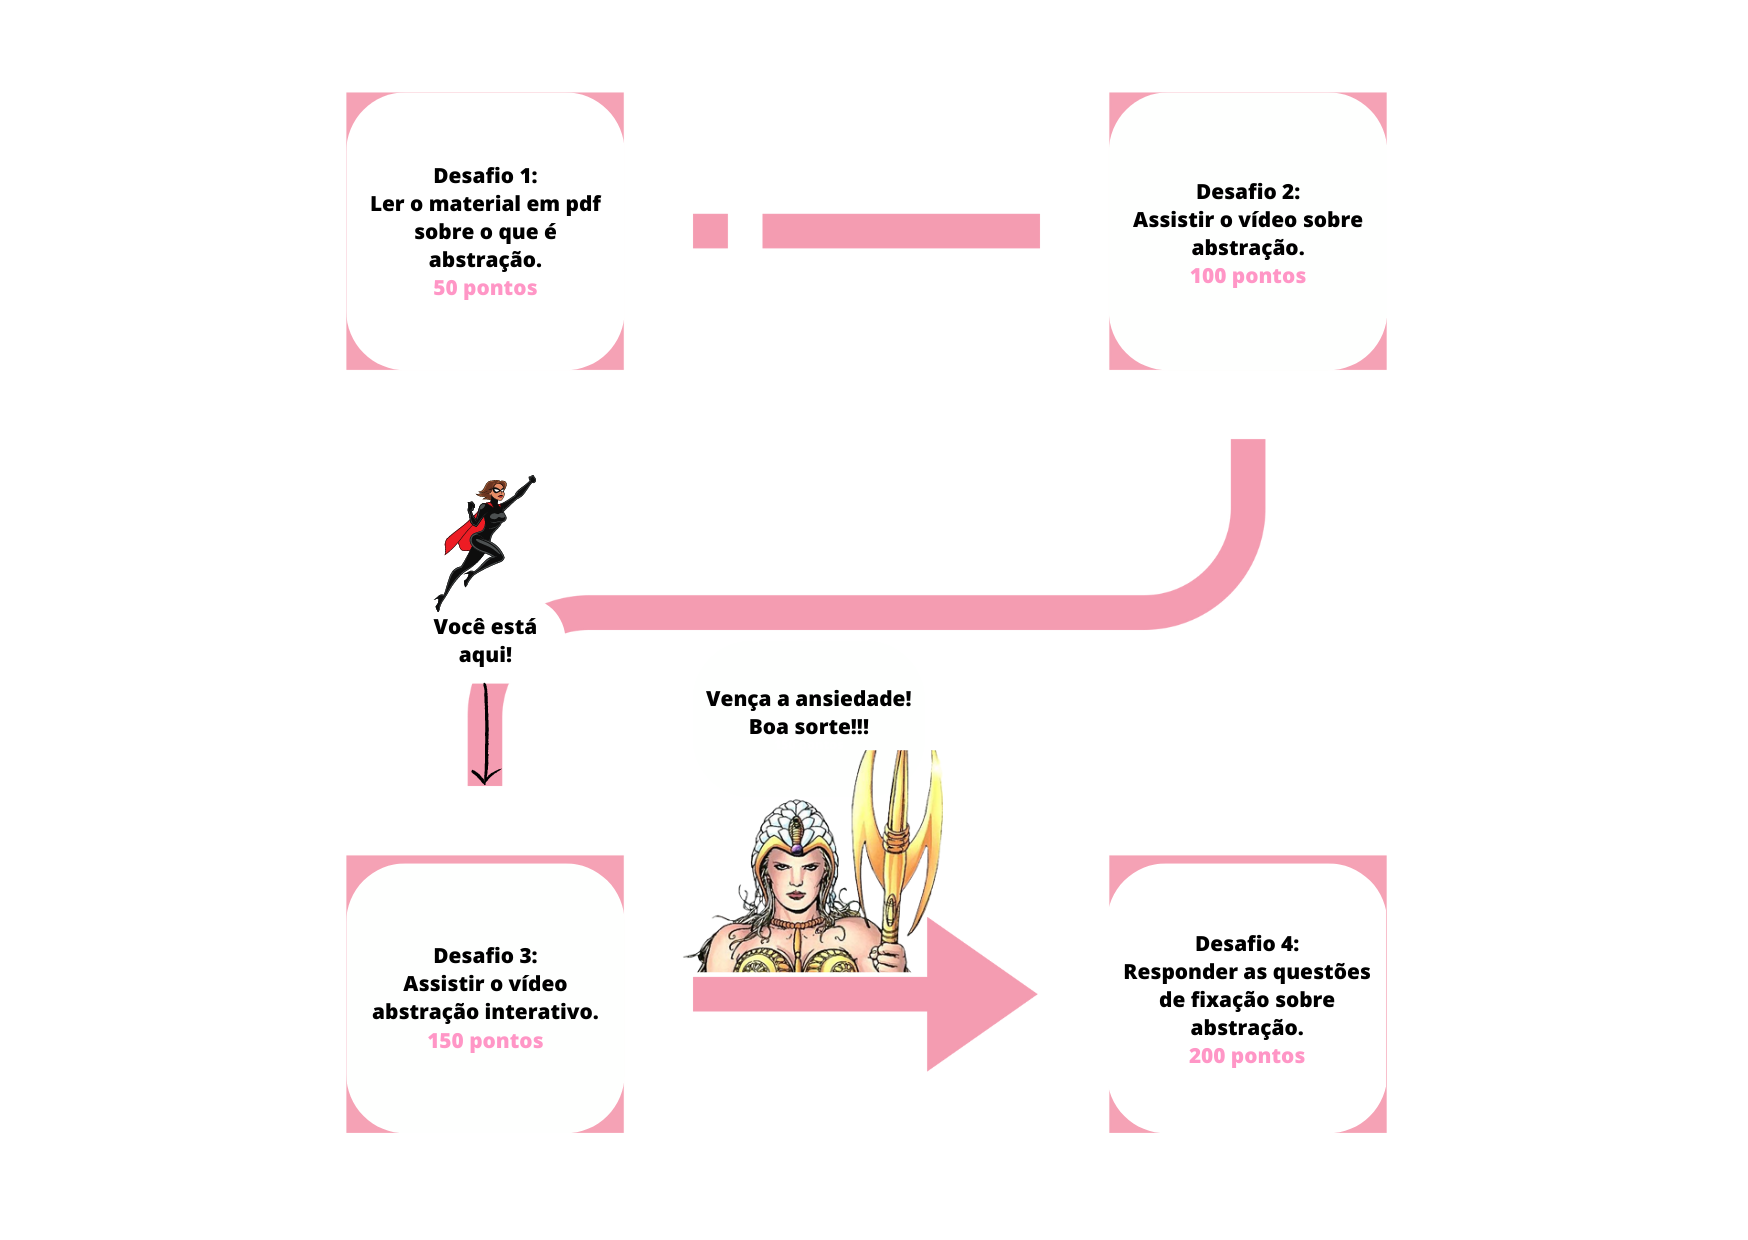 Desafio 1:
Ler o material em pdf
sobre o que é
abstração.
50 pontos
Desafio 2:
Assistir o vídeo sobre
abstração.
100 pontos
Você está
aqui!
Vença a ansiedade!
Boa sorte!!!
Desafio 3:
Assistir o vídeo
abstração interativo.
150 pontos
Desafio 4:
Responder as questões
de fixação sobre
abstração.
200 pontos